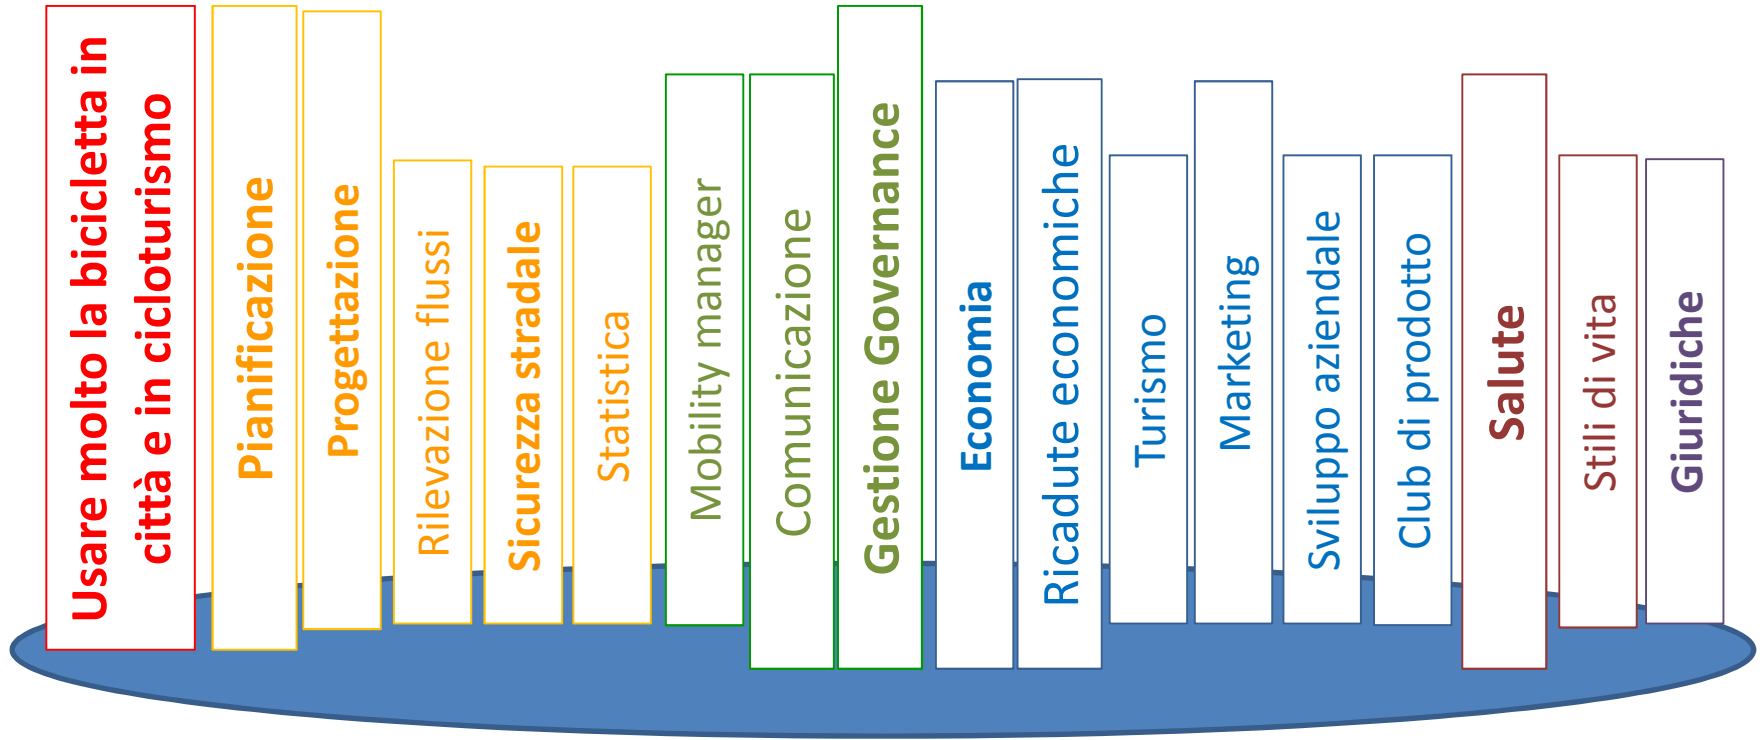 Usare molto la bicicletta in
città e in cicloturismo
Pianificazione
Progettazione
Rilevazione flussi
Sicurezza stradale
Statistica
Mobility manager
Comunicazione
Gestione Governance
Economia
Ricadute economiche
Turismo
Marketing
Sviluppo aziendale
Club di prodotto
Salute
Stili di vita
Giuridiche